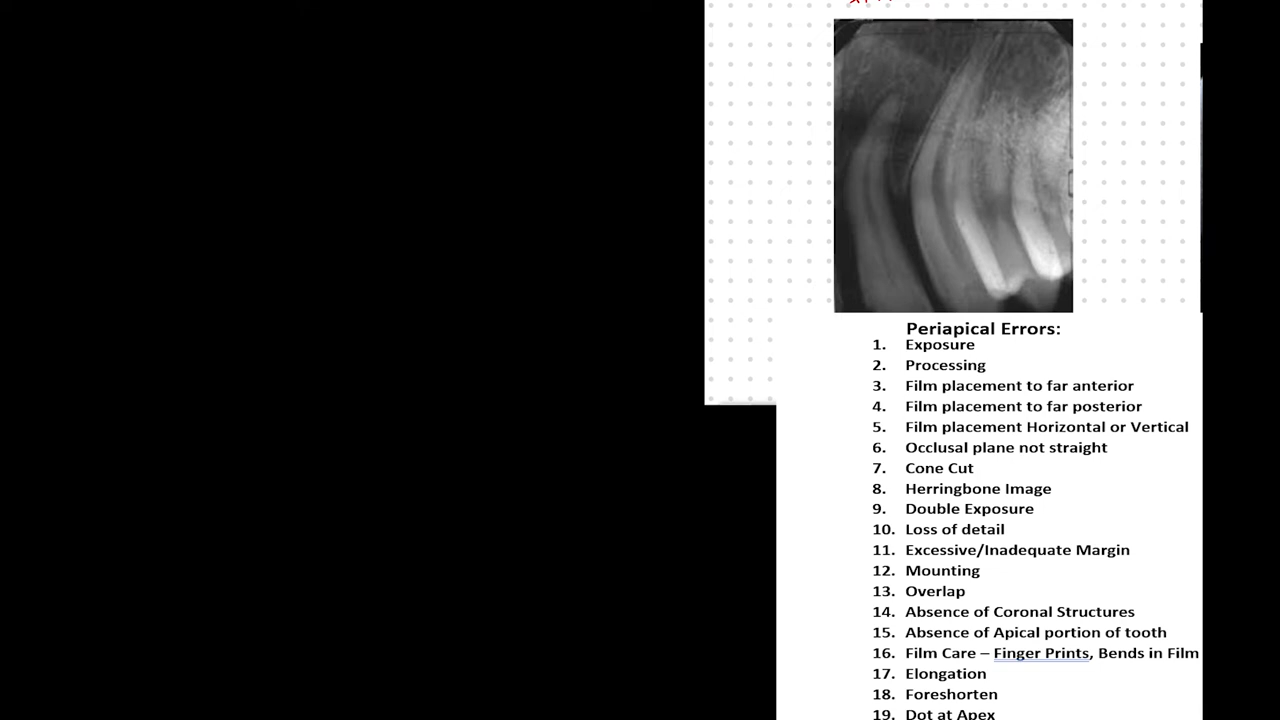 Periapical Errors:
1. Exposure
2. Processing
3. Film placement to far anterior
4. Film placement to far posterior
5. Film placement Horizontal or Vertical
6. Occlusal plane not straight
7. Cone Cut
8. Herringbone Image
9. Double Exposure
10. Loss of detail
11. Excessive/Inadequate Margin
12. Mounting
13. Overlap
14. Absence of Coronal Structures
15. Absence of Apical portion of tooth
16. Film Care – Finger Prints, Bends in Film
17. Elongation
18. Foreshorten
19. Dot at Apex